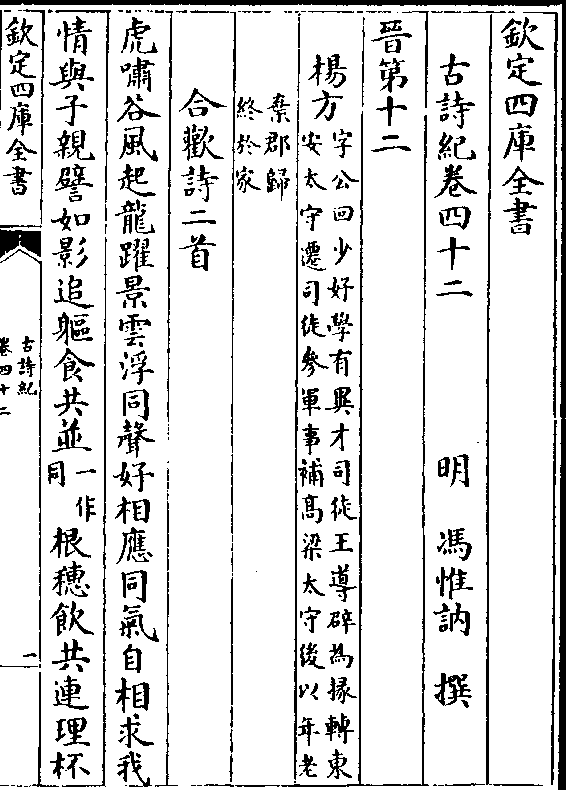 欽定四庫全書
古詩紀卷四十二 明 馮惟訥 撰
晉第十二
楊方 字公回少好學有異才司徒王導辟為掾轉東
安太守遷司徒參軍事補髙梁太守後以年老
棄郡歸
終於家
合歡詩二首
虎嘯谷風起龍躍景雲浮同聲好相應同氣自相求我
情與子親譬如影追軀食共並一作
同根穗飲共連理杯
欽定四庫全書
古詩紀
卷四十二
一